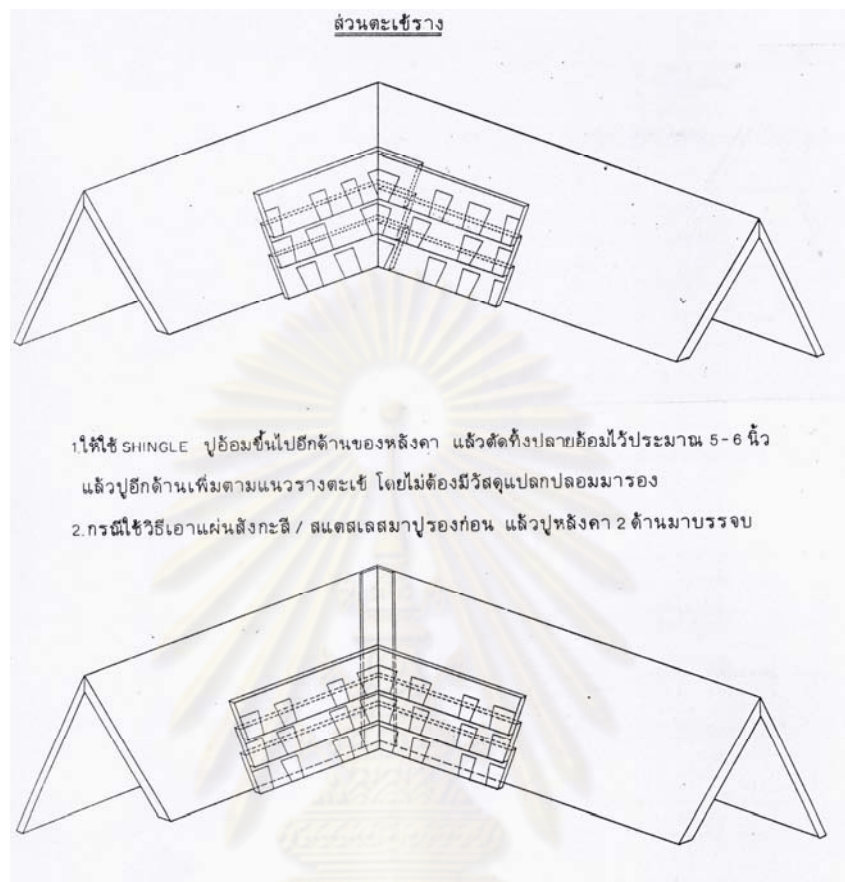 ส่วนตะเข้ราง
1.ให้ใช้ SHINGLE ปูอ้อมขึ้นไปอีกด้านของหลังคา แล้วตัดทิ้งปลายอ้อมไว้ประมาณ 5-6 นิ้ว
แล้วปูอีกด้านเพิ่มตามแนวรางตะเข้ โดยไม่ต้องมีวัสดุแปลกปลอมมารอง
2.กรณีใช้วิธีเอาแผ่นสังกะสี / สแตสเลสมาปูรองก่อน แล้วปูหลังคา 2 ด้านมาบรรจบ